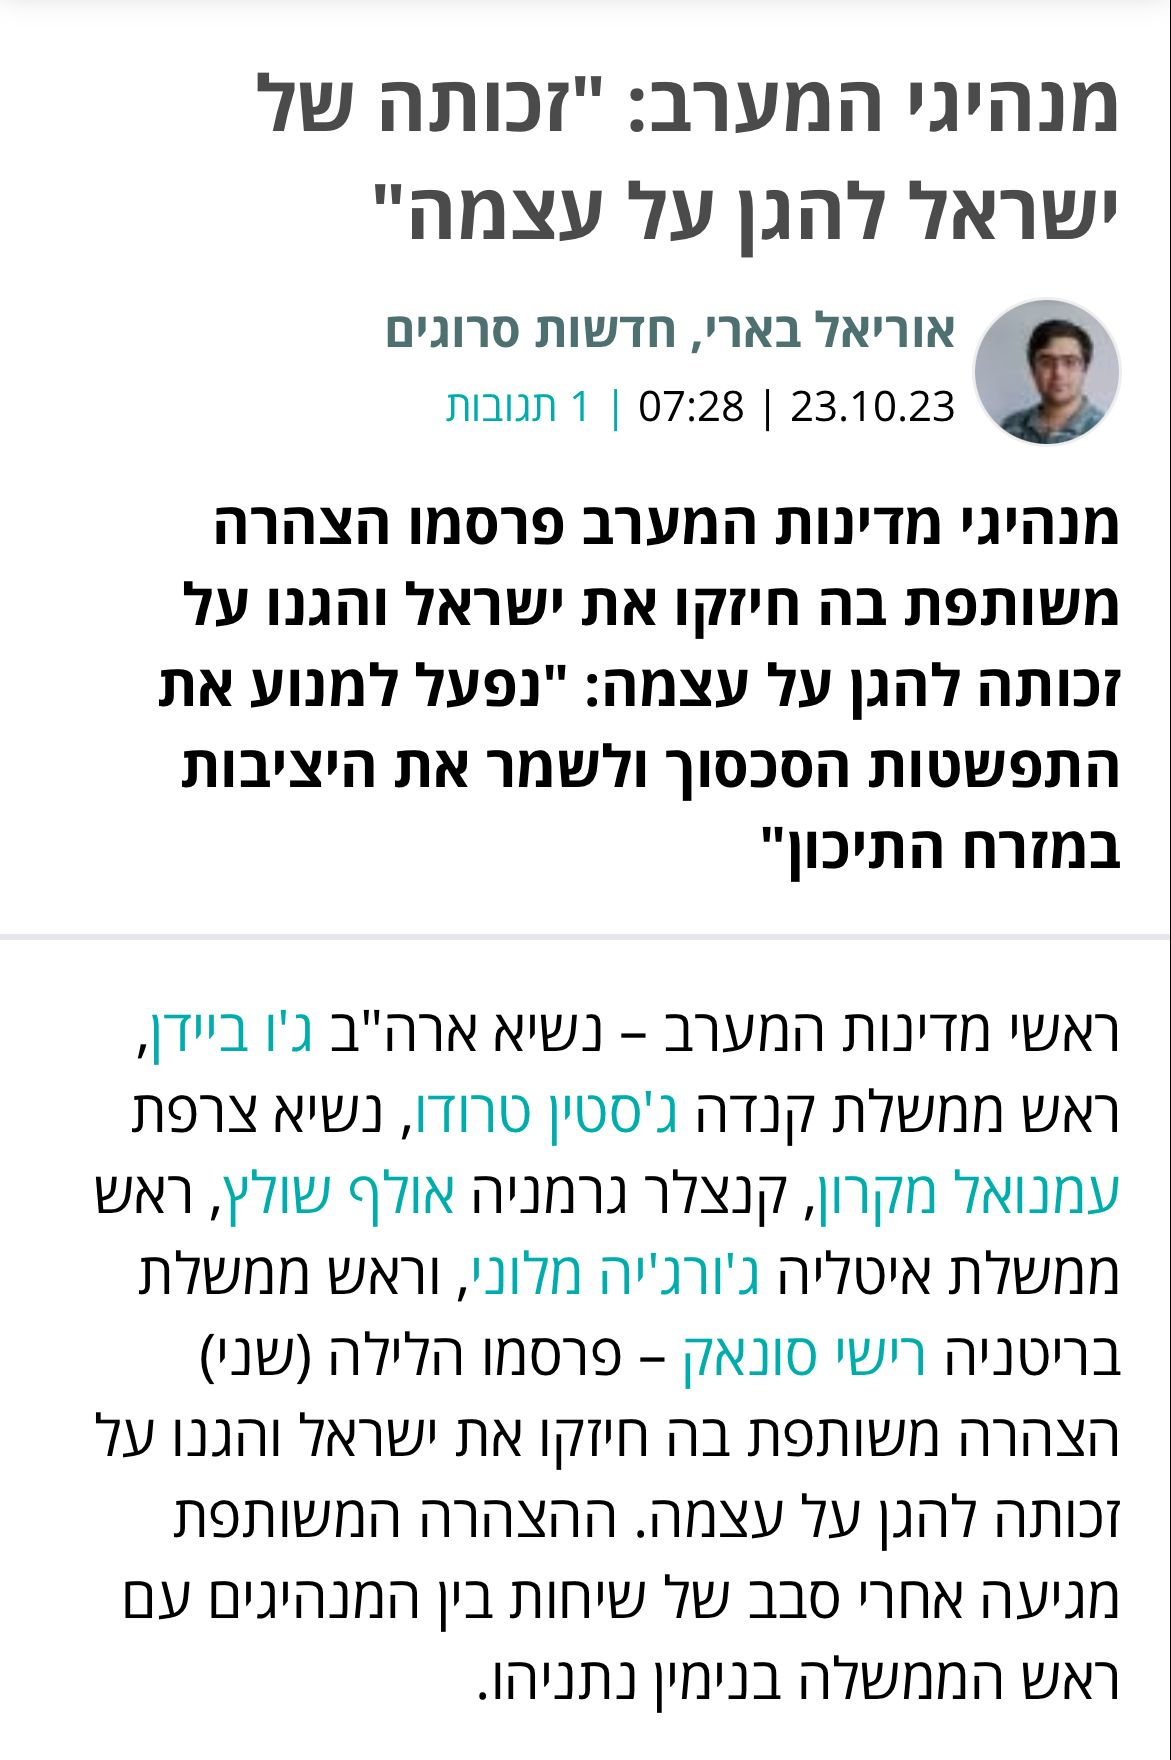 מנהיגי המערב: "זכותה של
ישראל להגן על עצמה"
אוריאל בארי, חדשות סרוגים
23.10.23 | 07:28 | 1 תגובות
מנהיגי מדינות המערב פרסמו הצהרה
משותפת בה חיזקו את ישראל והגנו על
זכותה להגן על עצמה: "נפעל למנוע את
התפשטות הסכסוך ולשמר את היציבות
במזרח התיכון"
ראשי מדינות המערב – נשיא ארה"ב ג'ו ביידן,
ראש ממשלת קנדה ג'סטין טרודו, נשיא צרפת
עמנואל מקרון, קנצלר גרמניה אולף שולץ, ראש
ממשלת איטליה ג'ורג'יה מלוני, וראש ממשלת
בריטניה רישי סונאק – פרסמו הלילה (שני)
הצהרה משותפת בה חיזקו את ישראל והגנו על
זכותה להגן על עצמה. ההצהרה המשותפת
מגיעה אחרי סבב של שיחות בין המנהיגים עם
ראש הממשלה בנימין נתניהו.